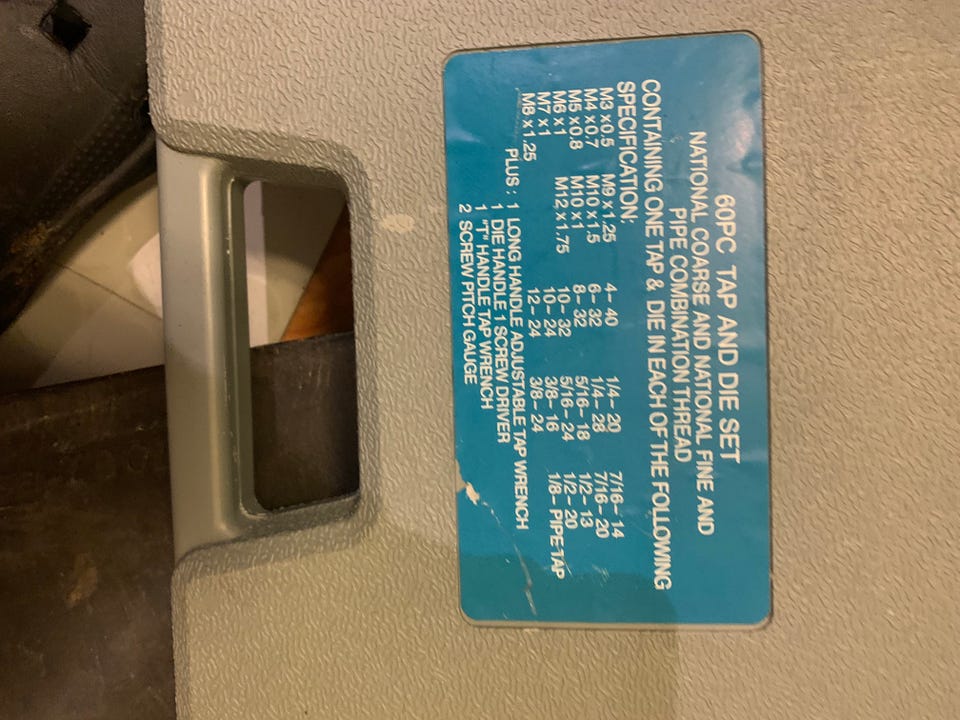 60PC TAP AND DIE SET
NATIONAL COARSE AND NATIONAL FINE AND
PIPE COMBINATION THREAD
CONTAINING ONE TAP & DIE IN EACH OF THE FOLLOWING
SPECIFICATION:
M3 x0.5 M9 x 1.25 4– 40 1/4– 20 7/16– 14
M4 x0.7 M10 x 1.5 6– 32 1/4– 28 7/16– 20
M5 x0.8 M10 x 1 8– 32 5/16– 18 1/2– 13
M6 x 1 M12 x 1.75 10– 32 5/16– 24 1/2– 20
M7 x 1 10– 24 3/8– 16 1/8– PIPE TAP
M8 x 1.25 12– 24 3/8– 24
PLUS : 1 LONG HANDLE ADJUSTABLE TAP WRENCH
1 DIE HANDLE 1 SCREW DRIVER
1 "T" HANDLE TAP WRENCH
2 SCREW PITCH GAUGE